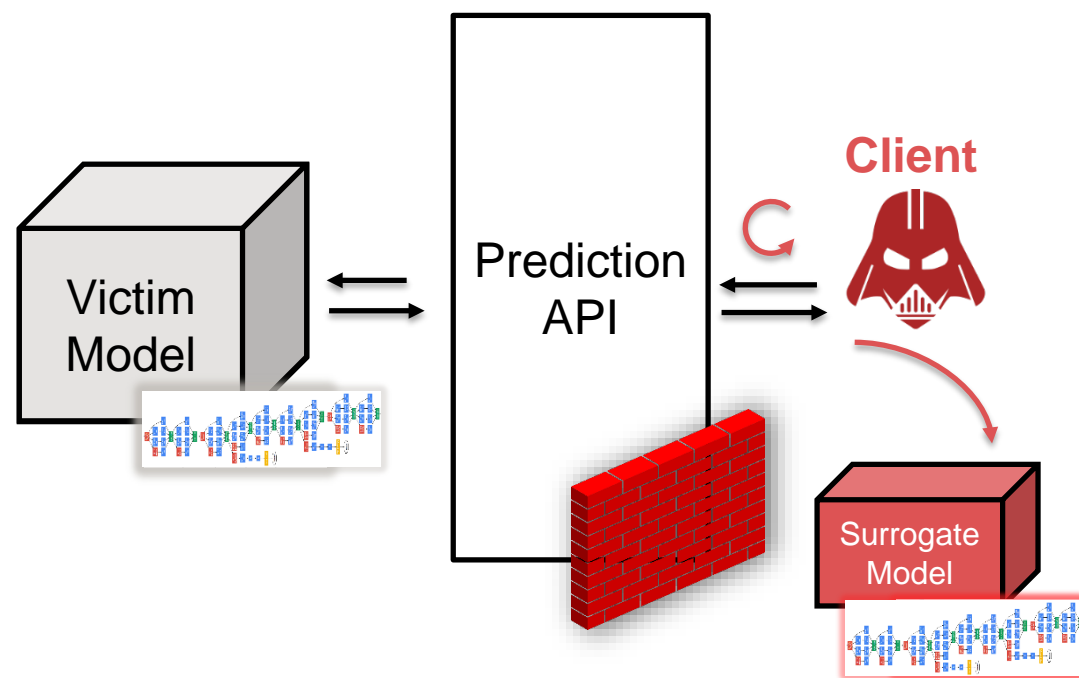 Victim
Model
Prediction
API
Client
Surrogate
Model